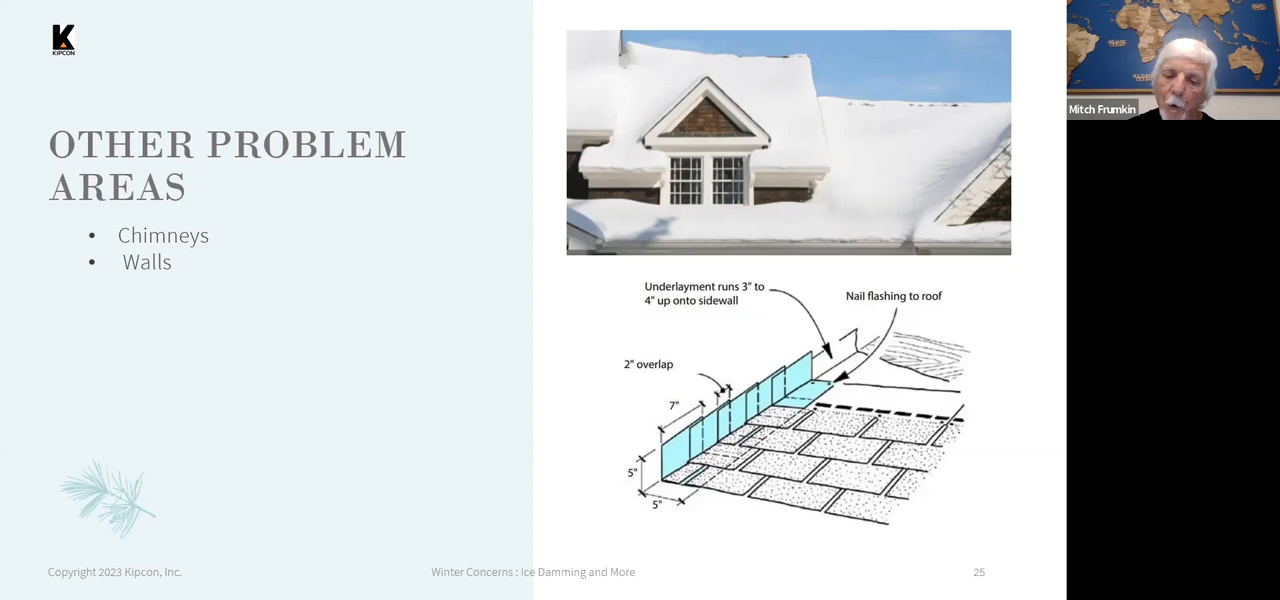 K
KIPCON
OTHER PROBLEM
AREAS
• Chimneys
• Walls
Underlayment runs 3" to
4" up onto sidewall
Nail flashing to roof
2" overlap
7"
5"
5"
Copyright 2023 Kipcon, Inc.
Winter Concerns : Ice Damming and More
25
Mitch Frumkin